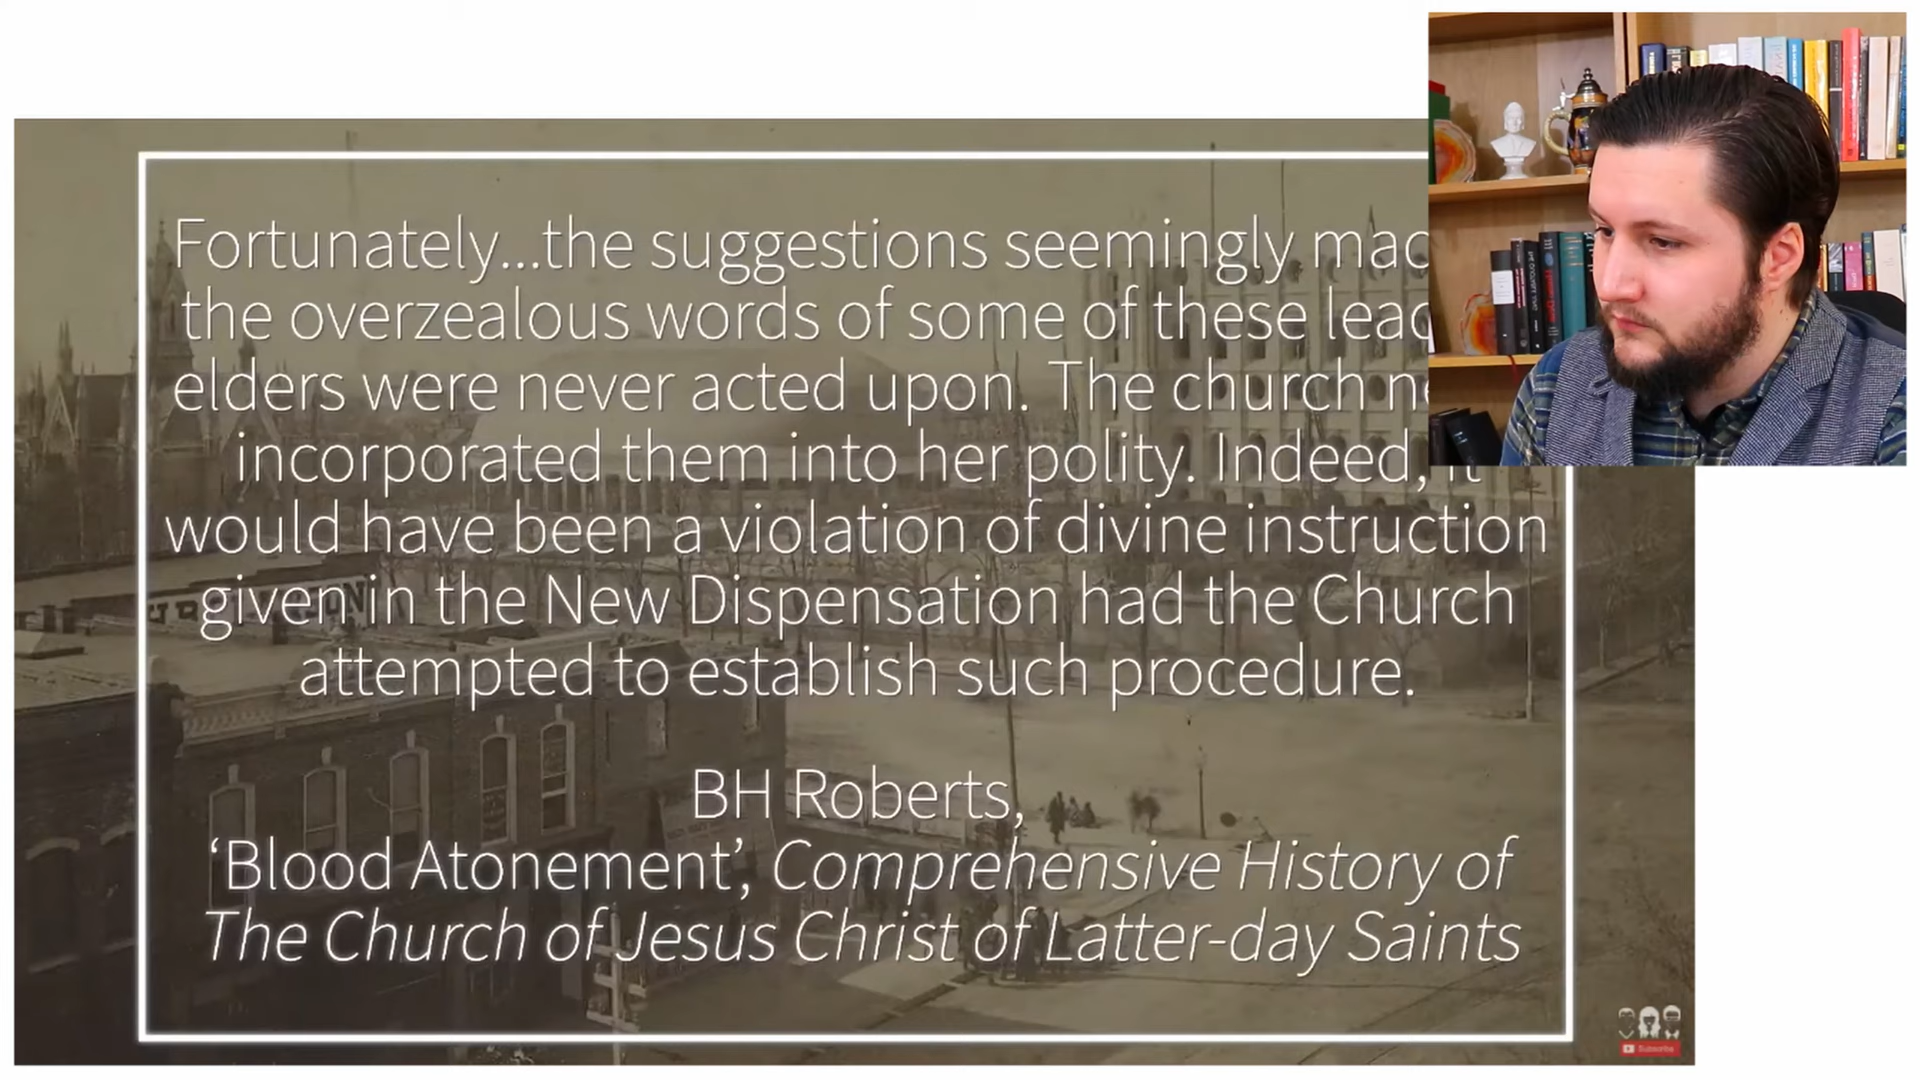 Fortunately...the suggestions seemingly
the overzealous words of some of these
elders were never acted upon. The church
incorporated them into her polity. Indeed, it
would have been a violation of divine instruction
given in the New Dispensation had the Church
attempted to establish such procedure.
BH Roberts,
‘Blood Atonement’, Comprehensive History of
The Church of Jesus Christ of Latter-day Saints
Subscribe